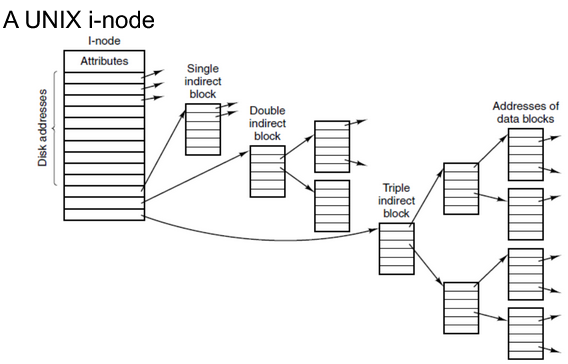 A UNIX i-node
I-node
Attributes
Disk addresses
Single
indirect
block
Double
indirect
block
Triple
indirect
block
Addresses of
data blocks